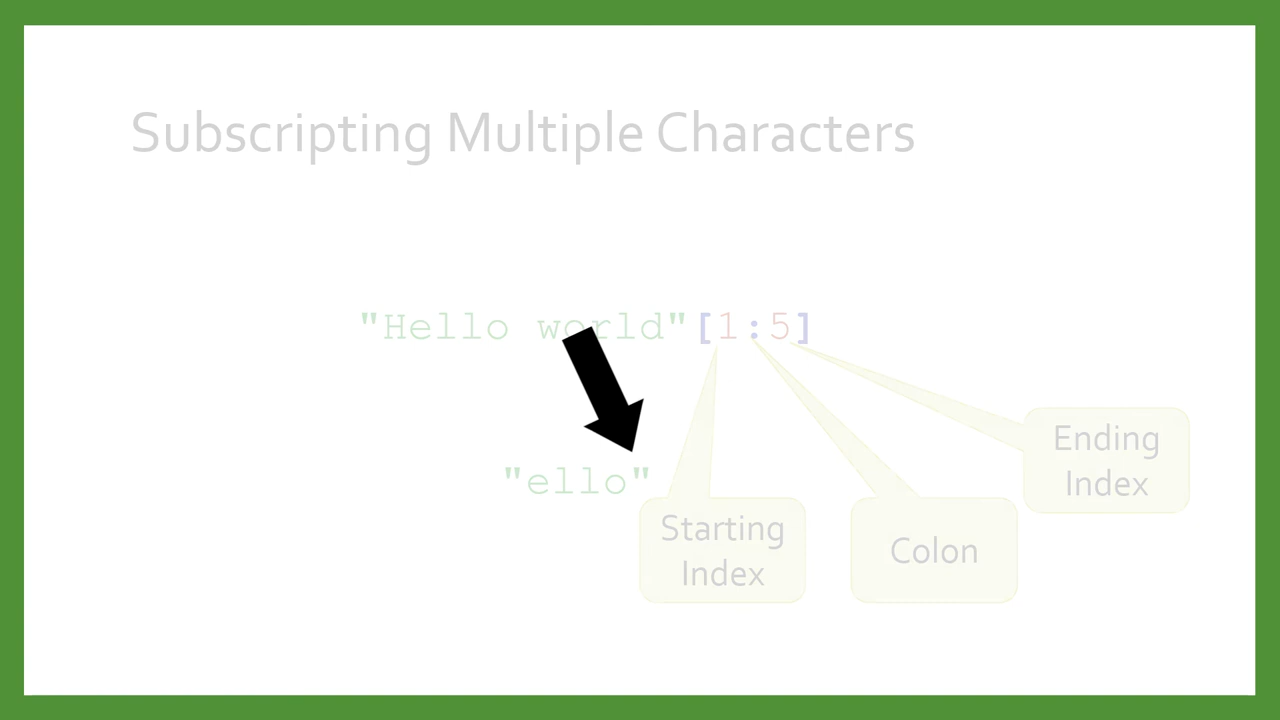 Subscripting Multiple Characters
"Hello world"[1:5]
"ello"
Starting
Index
Colon
Ending
Index